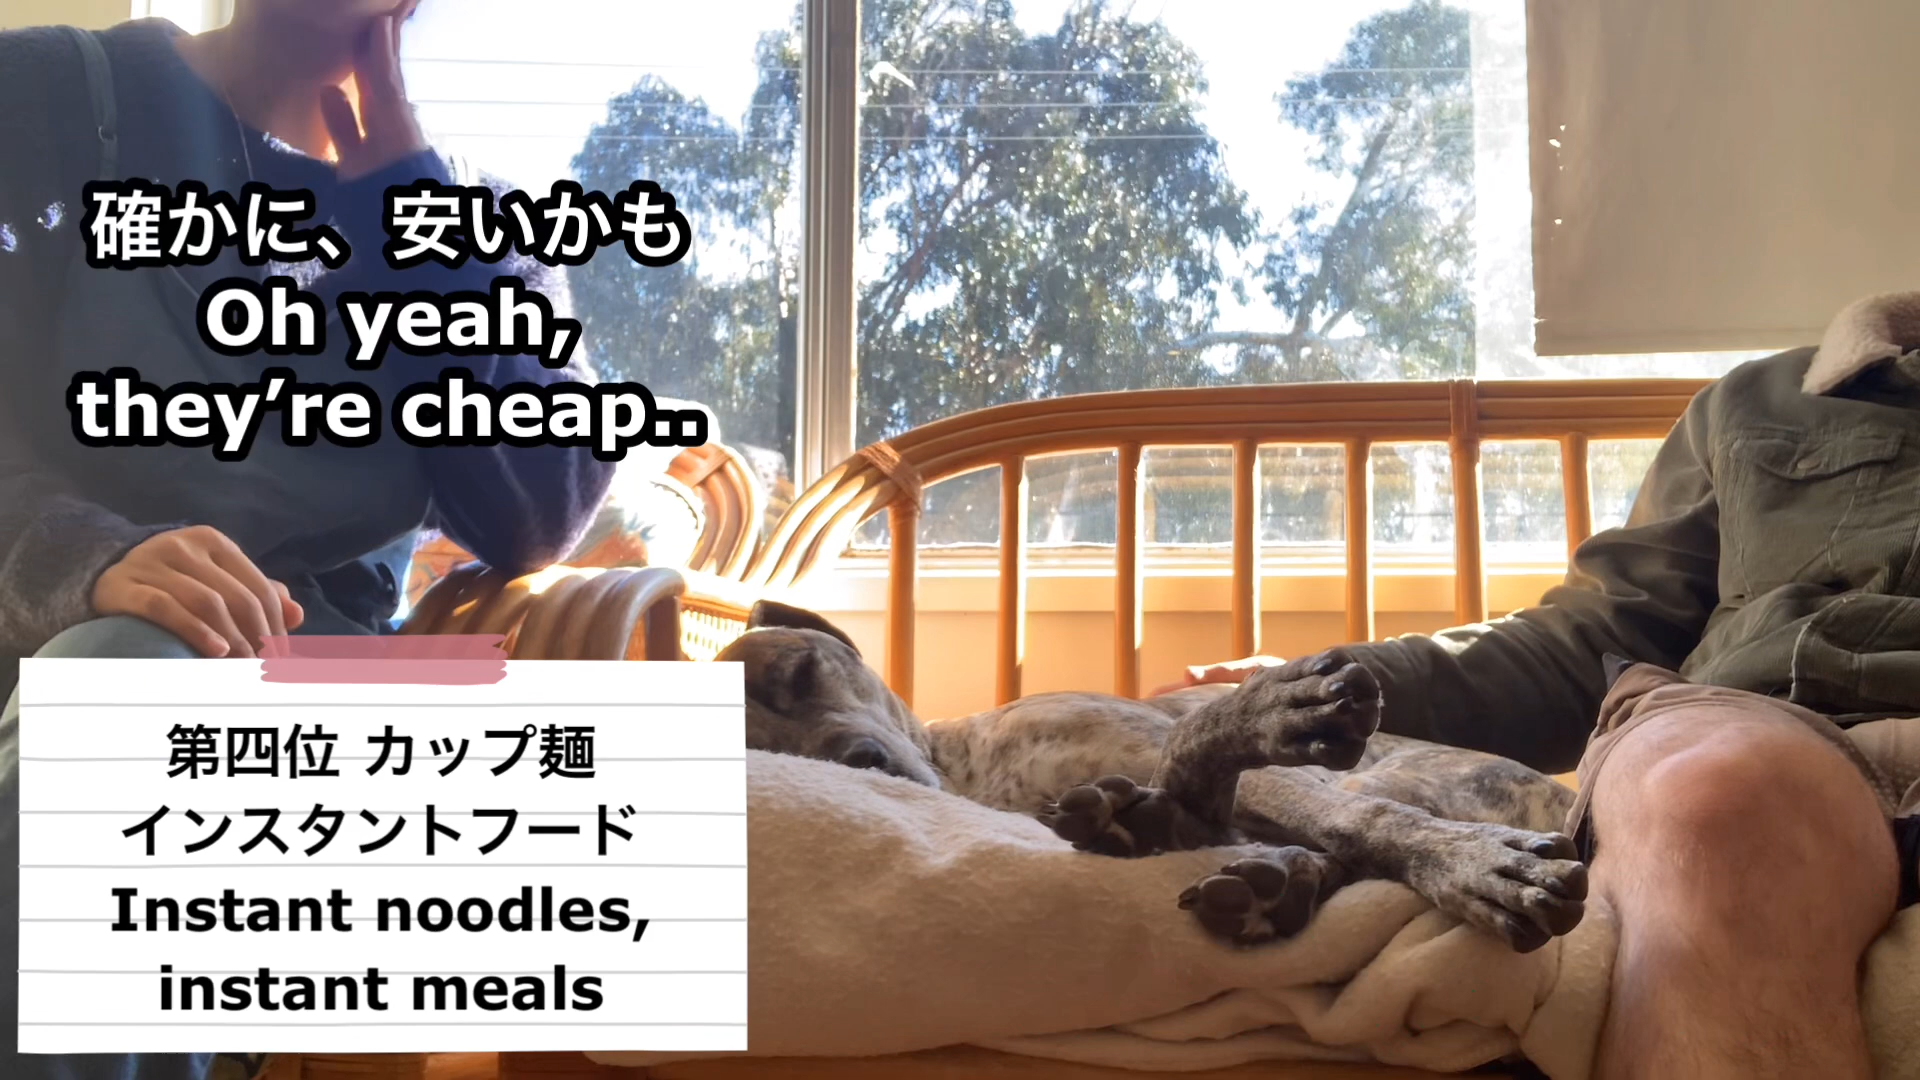 確かに、安いかも
Oh yeah,
they’re cheap..
第四位 カップ麺
インスタントフード
Instant noodles,
instant meals